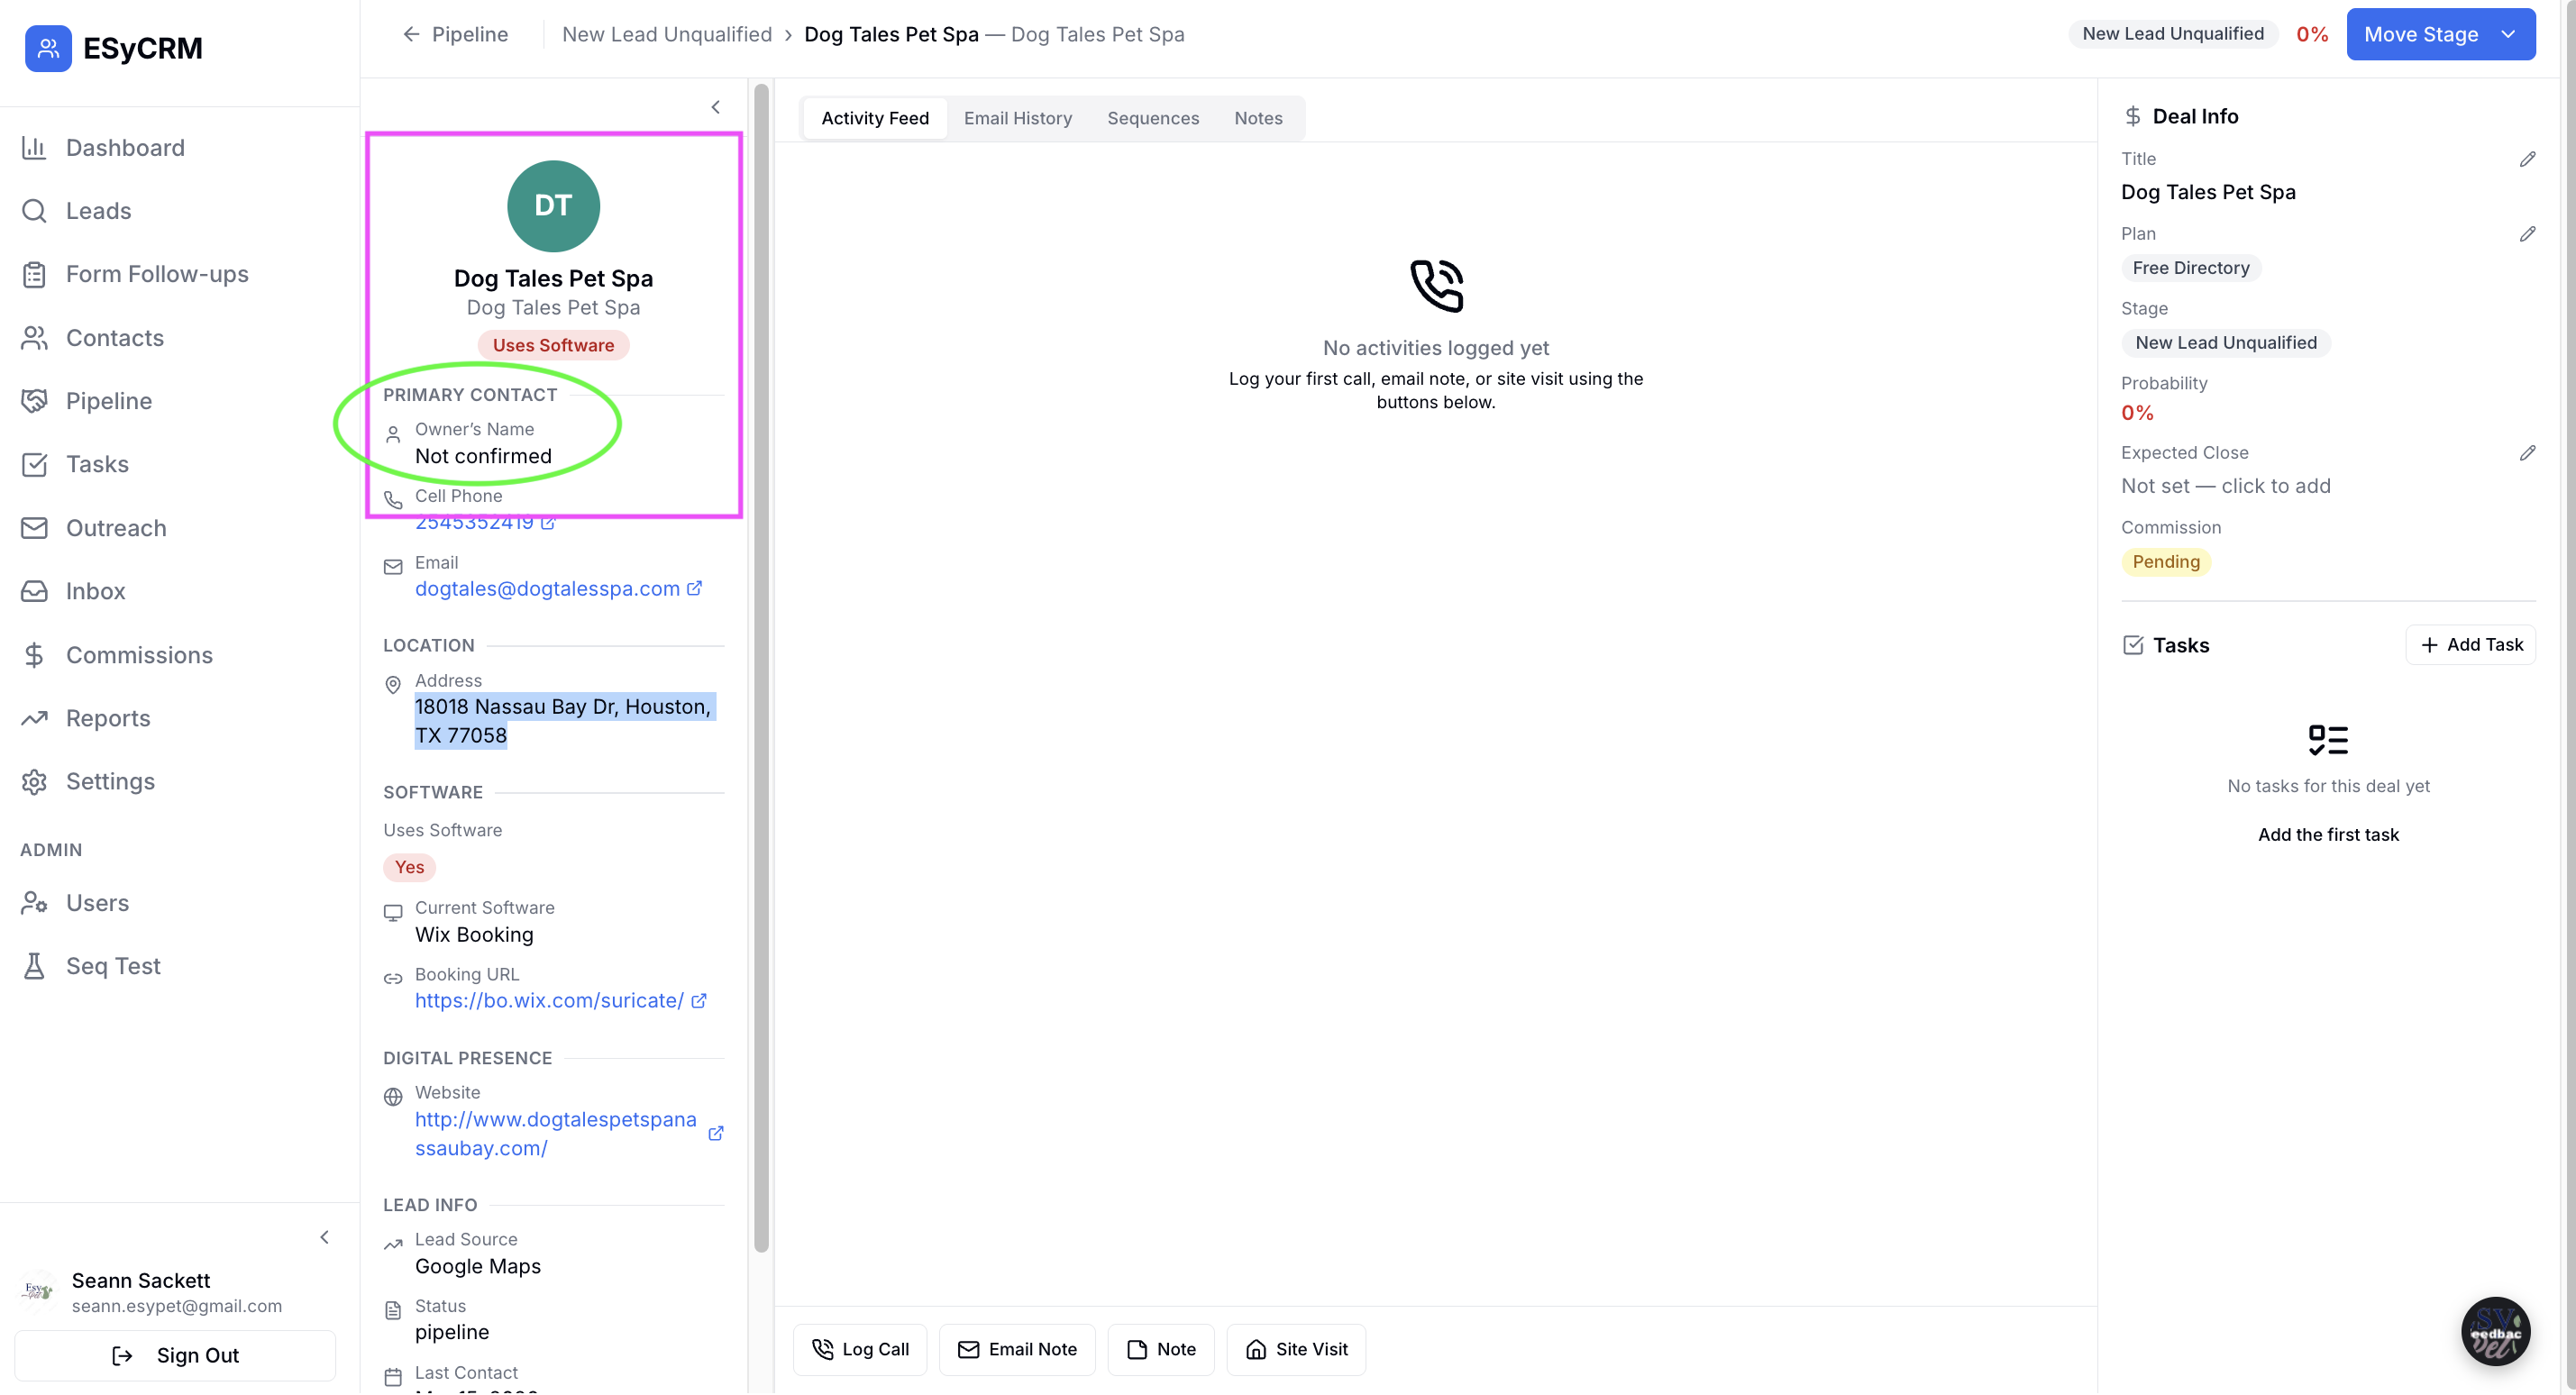 ESyCRM
Dashboard
Leads
Form Follow-ups
Contacts
Pipeline
Tasks
Outreach
Inbox
Commissions
Reports
Settings
ADMIN
Users
Seq Test
Seann Sackett
seann.esypet@gmail.com
Sign Out
Pipeline
New Lead Unqualified › Dog Tales Pet Spa — Dog Tales Pet Spa
New Lead Unqualified
0%
Move Stage
DT
Dog Tales Pet Spa
Dog Tales Pet Spa
Uses Software
PRIMARY CONTACT
Owner's Name
Not confirmed
Cell Phone
2545352419
Email
dogtales@dogtalesspa.com
LOCATION
Address
18018 Nassau Bay Dr, Houston,
TX 77058
SOFTWARE
Uses Software
Yes
Current Software
Wix Booking
Booking URL
https://bo.wix.com/suricate/
DIGITAL PRESENCE
Website
http://www.dogtalespetspana
ssaubay.com/
LEAD INFO
Lead Source
Google Maps
Status
pipeline
Last Contact
Activity Feed
Email History
Sequences
Notes
No activities logged yet
Log your first call, email note, or site visit using the
buttons below.
Log Call
Email Note
Note
Site Visit
Deal Info
Title
Dog Tales Pet Spa
Plan
Free Directory
Stage
New Lead Unqualified
Probability
0%
Expected Close
Not set — click to add
Commission
Pending
Tasks
Add Task
No tasks for this deal yet
Add the first task